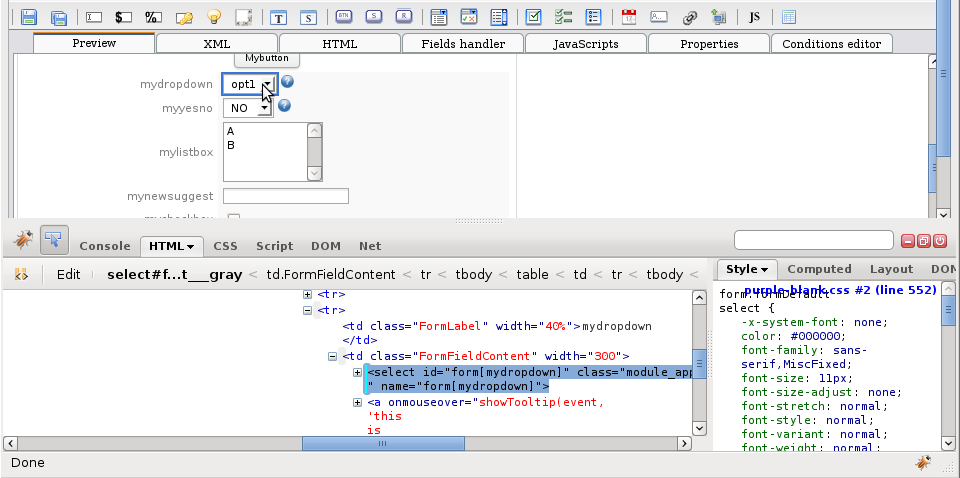 T S BTN S S A.. JS
Preview XML HTML Fields handler JavaScripts Properties Conditions editor
Mybutton
mydropdown opt1 ?
myyesno NO ?
A
B
mylistbox
mynewsuggest
mycheckbox
Console HTML CSS Script DOM Net
Edit select#f...t___gray < td.FormFieldContent < tr < tbody < table < td < tr < tbody <
Style Computed Layout DOM
<tr>
<tr>
<td class="FormLabel" width="40%">mydropdown
</td>
<td class="FormFieldContent" width="300">
<select id="form[mydropdown]" class="module_app
" name="form[mydropdown]">
<a onmouseover="showTooltip(event,
'this
is
form.formDefault
purple-blank.css #2 (line 552)
select {
-x-system-font: none;
color: #000000;
font-family: sans-
serif,MiscFixed;
font-size: 11px;
font-size-adjust: none;
font-stretch: normal;
font-style: normal;
font-variant: normal;
font-weight: normal;
Done